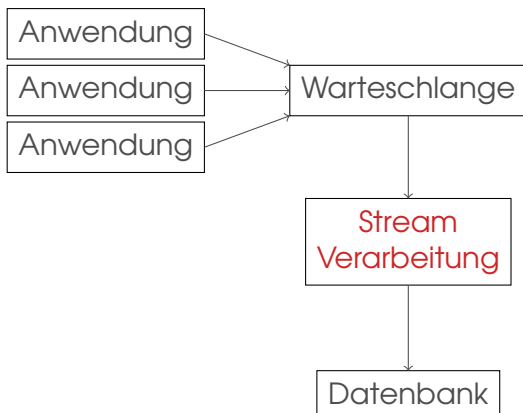 Anwendung
Anwendung
Anwendung
Warteschlange
Stream
Verarbeitung
Datenbank